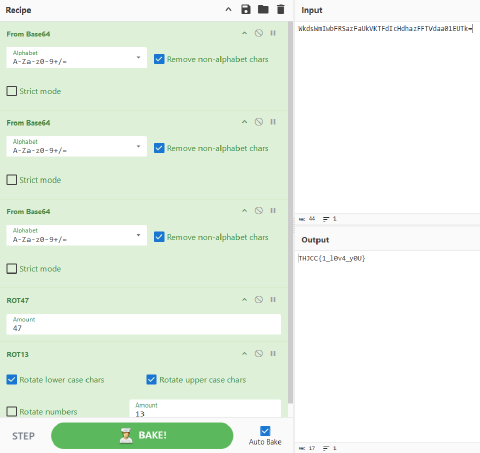 Recipe
From Base64
Alphabet
A-Za-z0-9+/=
Remove non-alphabet chars
Strict mode
From Base64
Alphabet
A-Za-z0-9+/=
Remove non-alphabet chars
Strict mode
From Base64
Alphabet
A-Za-z0-9+/=
Remove non-alphabet chars
Strict mode
ROT47
Amount
47
ROT13
Rotate lower case chars
Rotate upper case chars
Rotate numbers
Amount
13
STEP
BAKE!
Auto Bake
Input
WkdsWmIwbFRSazFaUkVKTFdIcHdhazFFTVdaa01EUTk=
44 1
Output
THJCC{1_l0v4_y0U}
17 1